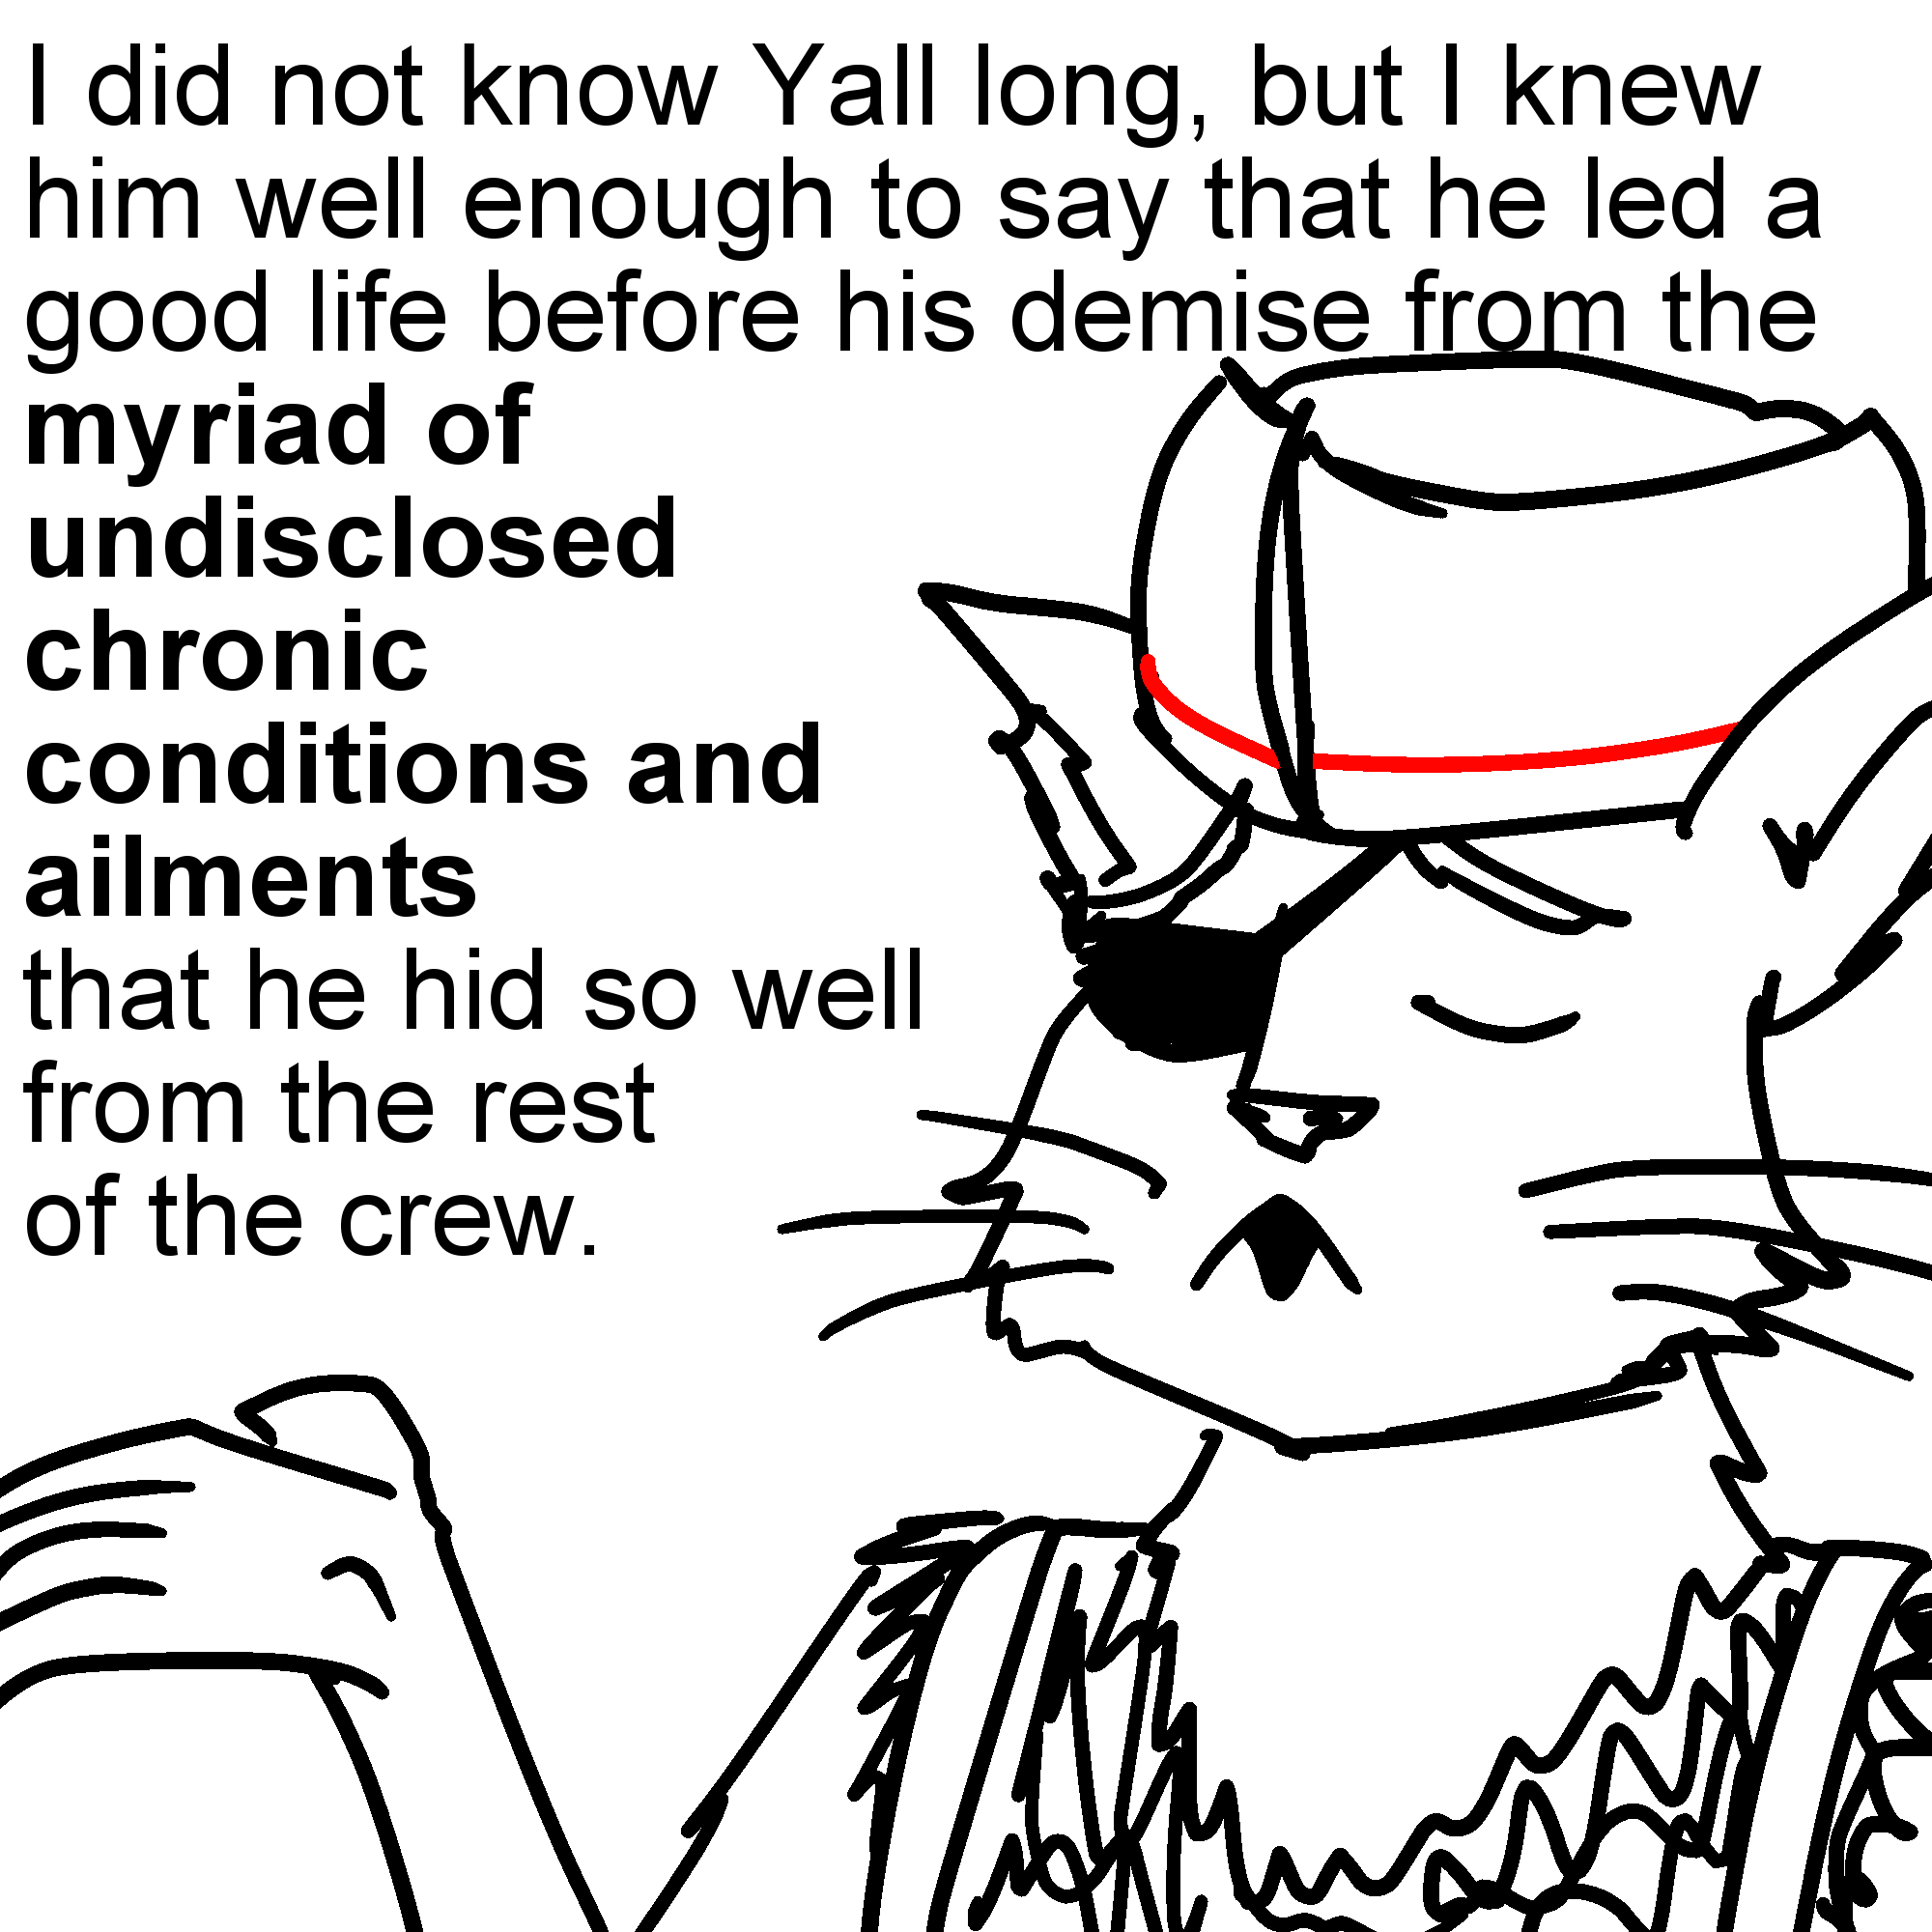 I did not know Yall long, but I knew
him well enough to say that he led a
good life before his demise from the
myriad of
undisclosed
chronic
conditions and
ailments
that he hid so well
from the rest
of the crew.